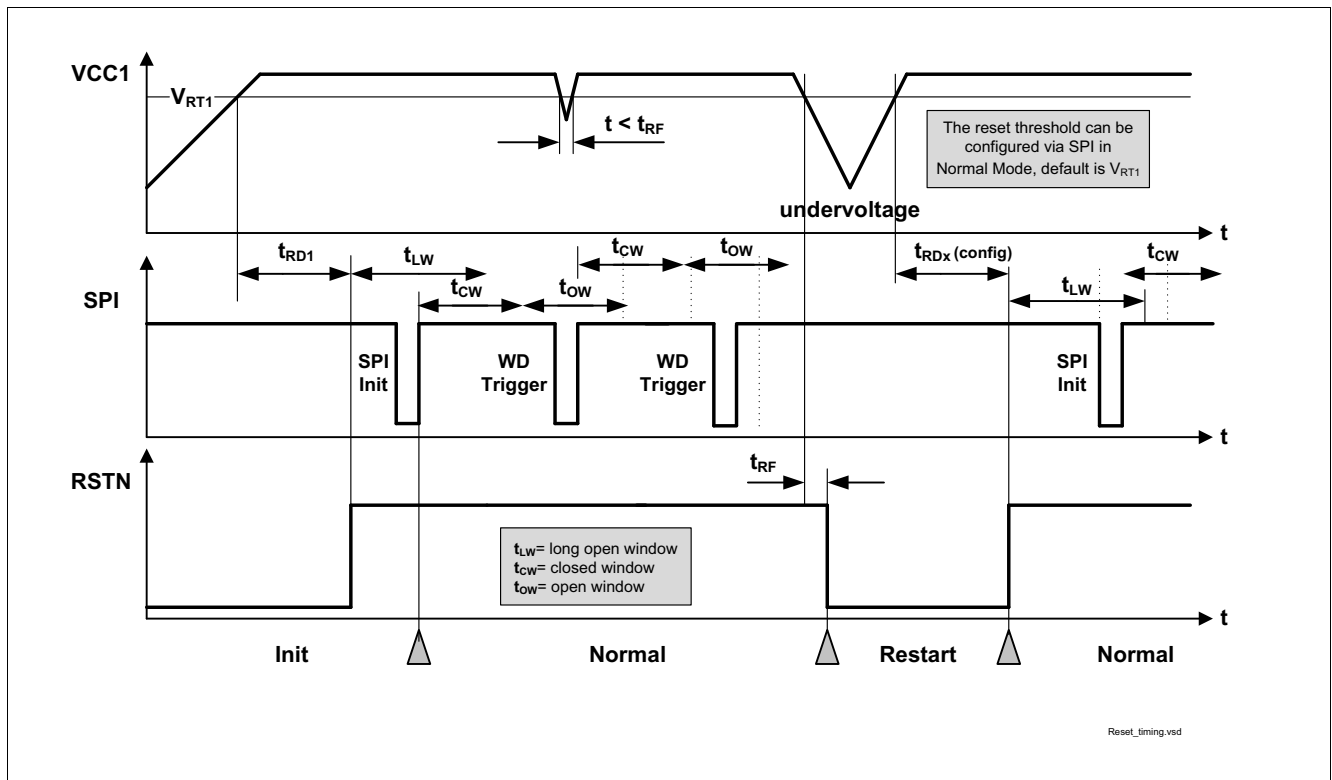 VCC1
VRT1
t < tRF
The reset threshold can be
configured via SPI in
Normal Mode, default is VRT1
undervoltage
t
tRD1
tLW
tCW
tOW
tCW
tOW
tRDx (config)
tLW
tCW
SPI
SPI
Init
WD
Trigger
WD
Trigger
SPI
Init
t
RSTN
tRF
tLW= long open window
tCW= closed window
tOW= open window
t
Init
Normal
Restart
Normal
Reset_timing.vsd